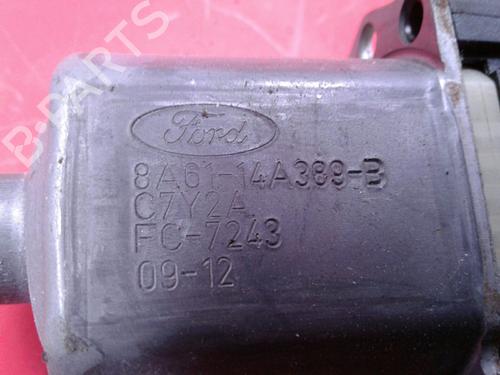 B-PARTS
Ford
8A61-14A389-B
C7Y2A
FC-7243
09-12